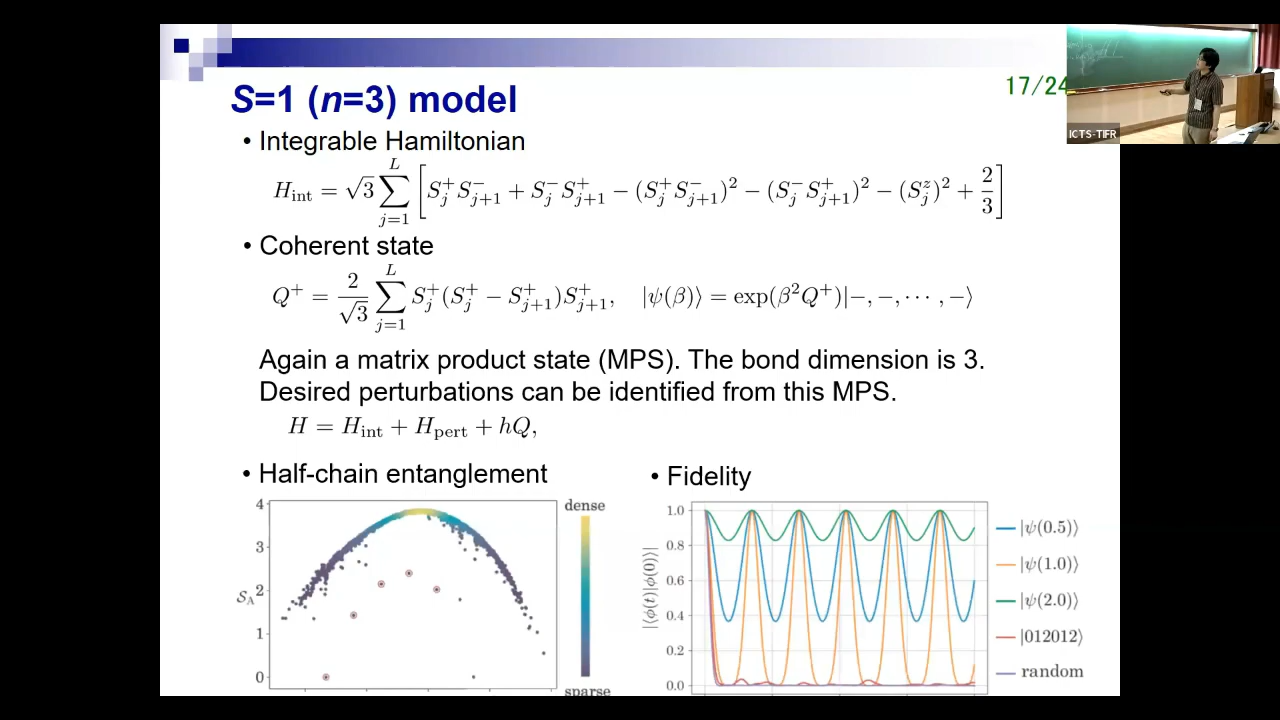 S=1 (n=3) model
17/24
ICTS-TIFR
• Integrable Hamiltonian
H_int = √3 ∑_{j=1}^{L} [ S_j^+ S_{j+1}^- + S_j^- S_{j+1}^+ − (S_j^+ S_{j+1}^-)^2 − (S_j^- S_{j+1}^+)^2 − (S_j^z)^2 + 2/3 ]
• Coherent state
Q^+ = 2/√3 ∑_{j=1}^{L} S_j^+ (S_j^+ − S_{j+1}^+) S_{j+1}^+, |ψ(β)⟩ = exp(β^2 Q^+)|−, −, ⋯ , −⟩
Again a matrix product state (MPS). The bond dimension is 3.
Desired perturbations can be identified from this MPS.
H = H_int + H_pert + hQ,
• Half-chain entanglement
• Fidelity
4
3
2
1
0
S_A
dense
sparse
|⟨ϕ(t)|ϕ(0)⟩|
1.0
0.8
0.6
0.4
0.2
0.0
|ψ(0.5)⟩
|ψ(1.0)⟩
|ψ(2.0)⟩
|012012⟩
random